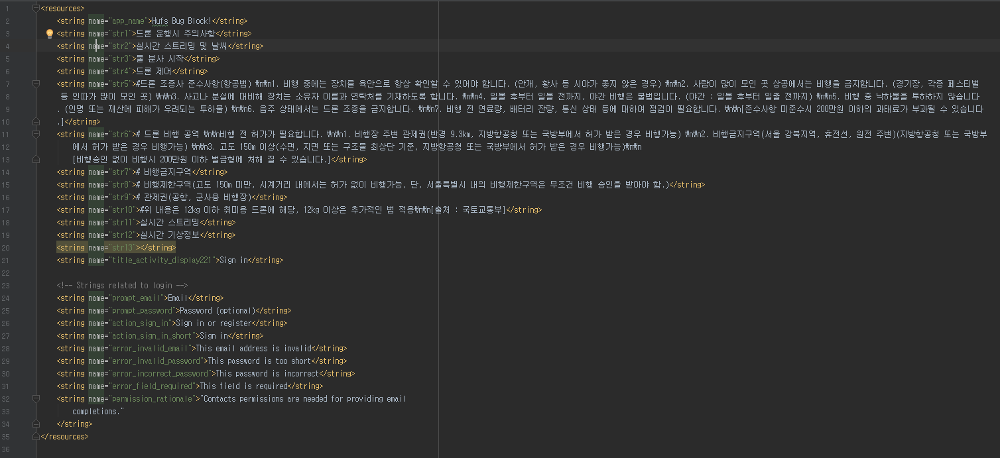 1 <resources>
2 <string name="app_name">Hufs Bug Block!</string>
3 <string name="str1">드론 운행시 주의사항</string>
4 <string name="str2">실시간 스트리밍 및 날씨</string>
5 <string name="str3">물 분사 시작</string>
6 <string name="str4">드론 제어</string>
7 <string name="str5">#드론 조종사 준수사항(항공법) ₩n₩n1. 비행 중에는 장치를 육안으로 항상 확인할 수 있어야 합니다. (안개, 황사 등 시야가 좋지 않은 경우) ₩n₩n2. 사람이 많이 모인 곳 상공에서는 비행을 금지합니다. (경기장, 각종 페스티벌
8 등 인파가 많이 모인 곳) ₩n₩n3. 사고나 분실에 대비해 장치는 소유자 이름과 연락처를 기재하도록 합니다. ₩n₩n4. 일몰 후부터 일몰 전까지, 야간 비행은 불법입니다. (야간 : 일몰 후부터 일출 전까지) ₩n₩n5. 비행 중 낙하물을 투하하지 않습니다
9 . (인명 또는 재산에 피해가 우려되는 투하물) ₩n₩n6. 음주 상태에서는 드론 조종을 금지합니다. ₩n₩n7. 비행 전 연료량, 배터리 잔량, 통신 상태 등에 대하여 점검이 필요합니다. ₩n₩n[준수사항 미준수시 200만원 이하의 과태료가 부과될 수 있습니다
10 .]</string>
11 <string name="str6"># 드론 비행 공역 ₩n₩n비행 전 허가가 필요합니다. ₩n₩n1. 비행장 주변 관제권(반경 9.3km, 지방항공청 또는 국방부에서 허가 받은 경우 비행가능) ₩n₩n2. 비행금지구역(서울 강북지역, 휴전선, 원전 주변)(지방항공청 또는 국방부
12 에서 허가 받은 경우 비행가능) ₩n₩n3. 고도 150m 이상(수면, 지면 또는 구조물 최상단 기준, 지방항공청 또는 국방부에서 허가 받은 경우 비행가능)₩n₩n
13 [비행승인 없이 비행시 200만원 이하 벌금형에 처해 질 수 있습니다.]</string>
14 <string name="str7"># 비행금지구역</string>
15 <string name="str8"># 비행제한구역(고도 150m 미만, 시계거리 내에서는 허가 없이 비행가능, 단, 서울특별시 내의 비행제한구역은 무조건 비행 승인을 받아야 함.)</string>
16 <string name="str9"># 관제권(공항, 군사용 비행장)</string>
17 <string name="str10">#위 내용은 12kg 이하 취미용 드론에 해당, 12kg 이상은 추가적인 법 적용₩n₩n[출처 : 국토교통부]</string>
18 <string name="str11">실시간 스트리밍</string>
19 <string name="str12">실시간 기상정보</string>
20 <string name="str13"></string>
21 <string name="title_activity_display221">Sign in</string>
22
23 <!-- Strings related to login -->
24 <string name="prompt_email">Email</string>
25 <string name="prompt_password">Password (optional)</string>
26 <string name="action_sign_in">Sign in or register</string>
27 <string name="action_sign_in_short">Sign in</string>
28 <string name="error_invalid_email">This email address is invalid</string>
29 <string name="error_invalid_password">This password is too short</string>
30 <string name="error_incorrect_password">This password is incorrect</string>
31 <string name="error_field_required">This field is required</string>
32 <string name="permission_rationale">"Contacts permissions are needed for providing email
33 completions."
34 </string>
35 </resources>
36